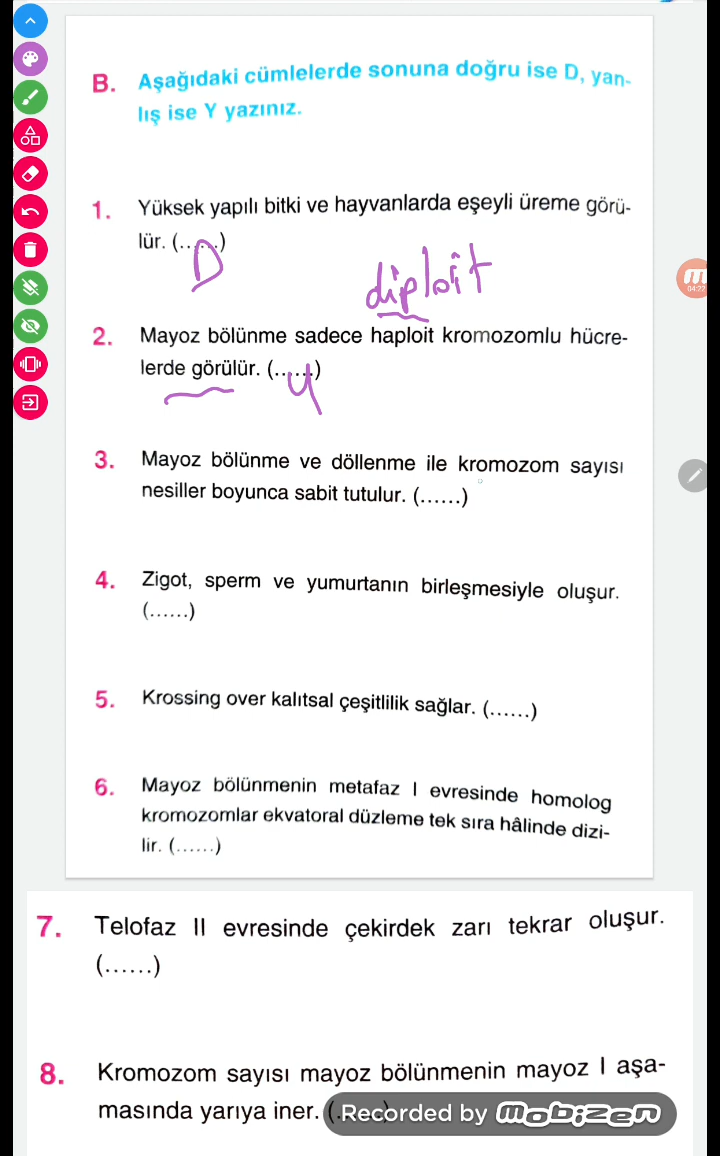 B. Aşağıdaki cümlelerde sonuna doğru ise D, yan-
lış ise Y yazınız.
1. Yüksek yapılı bitki ve hayvanlarda eşeyli üreme görü-
lür. (......)
D
diploit
2. Mayoz bölünme sadece haploit kromozomlu hücre-
lerde görülür. (......)
Y
3. Mayoz bölünme ve döllenme ile kromozom sayısı
nesiller boyunca sabit tutulur. (......)
4. Zigot, sperm ve yumurtanın birleşmesiyle oluşur.
(......)
5. Krossing over kalıtsal çeşitlilik sağlar. (......)
6. Mayoz bölünmenin metafaz I evresinde homolog
kromozomlar ekvatoral düzleme tek sıra hâlinde dizi-
lir. (......)
7. Telofaz II evresinde çekirdek zarı tekrar oluşur.
(......)
8. Kromozom sayısı mayoz bölünmenin mayoz I aşa-
masında yarıya iner. (......)
Recorded by mobizen
04:22